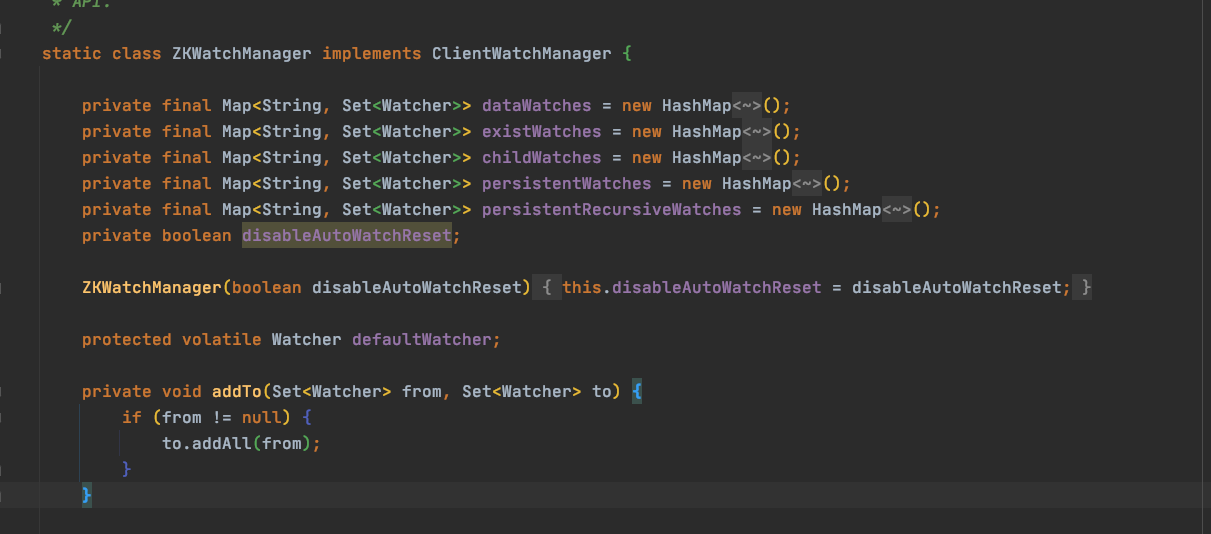 * API.
*/
static class ZKWatchManager implements ClientWatchManager {
private final Map<String, Set<Watcher>> dataWatches = new HashMap<~>();
private final Map<String, Set<Watcher>> existWatches = new HashMap<~>();
private final Map<String, Set<Watcher>> childWatches = new HashMap<~>();
private final Map<String, Set<Watcher>> persistentWatches = new HashMap<~>();
private final Map<String, Set<Watcher>> persistentRecursiveWatches = new HashMap<~>();
private boolean disableAutoWatchReset;
ZKWatchManager(boolean disableAutoWatchReset) { this.disableAutoWatchReset = disableAutoWatchReset; }
protected volatile Watcher defaultWatcher;
private void addTo(Set<Watcher> from, Set<Watcher> to) {
if (from != null) {
to.addAll(from);
}
}